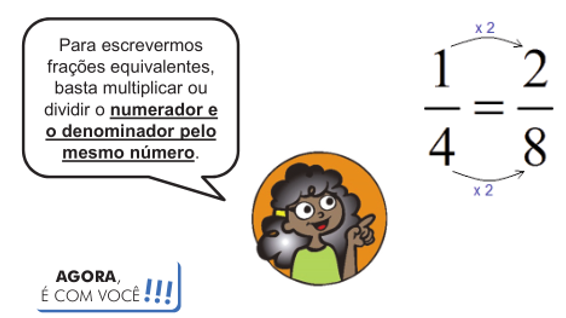 Para escrevermos
frações equivalentes,
basta multiplicar ou
dividir o numerador e
o denominador pelo
mesmo número.
x 2
1 2
=
4 8
x 2
AGORA,
É COM VOCÊ!!!